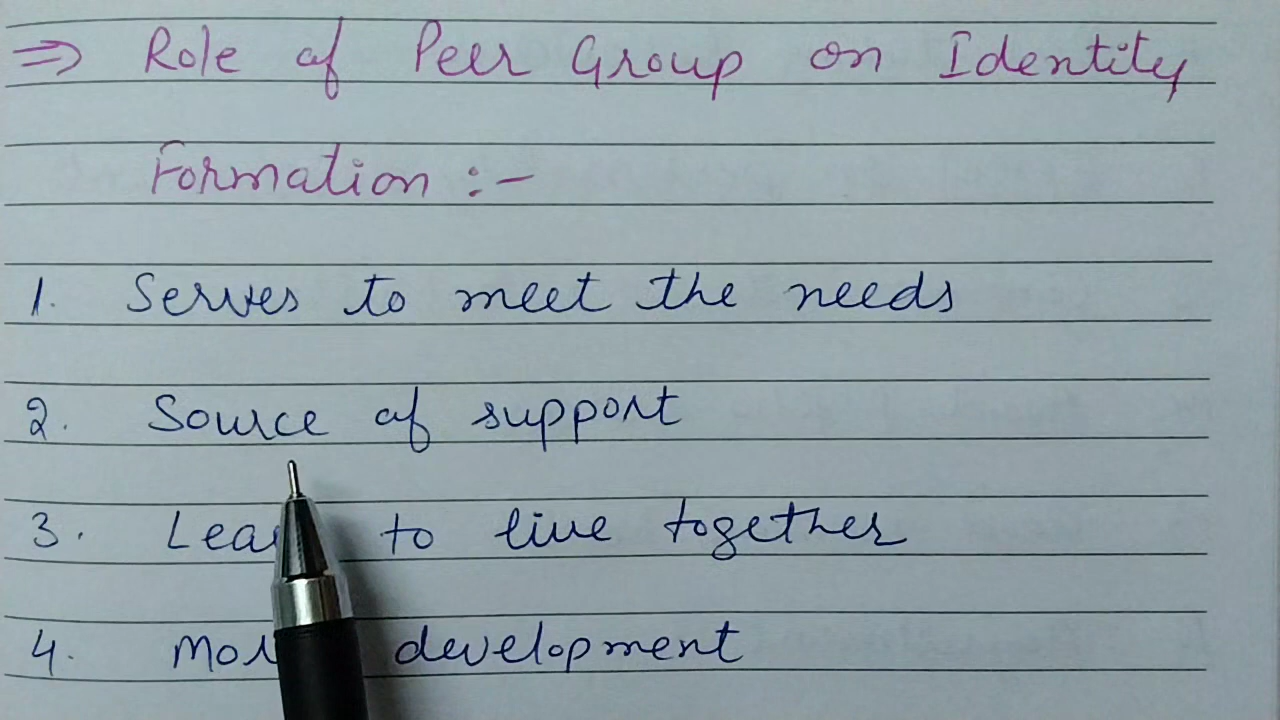 ⇒ Role of Peer Group on Identity
Formation :-
1. Serves to meet the needs
2. Source of support
3. to live together
4. development